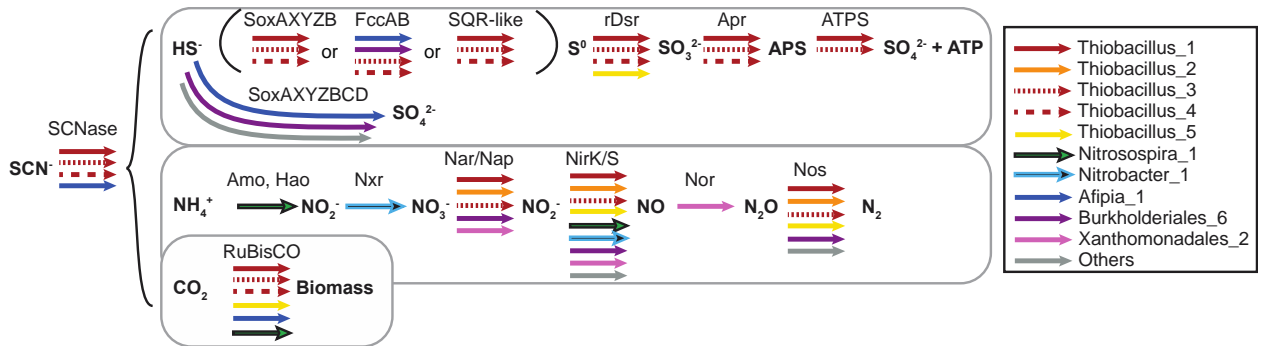 SoxAXYZB FccAB SQR-like rDsr Apr ATPS
HS⁻ or or S⁰ SO₃²⁻ APS SO₄²⁻ + ATP
SoxAXYZBCD
SO₄²⁻
SCNase
SCN⁻
Amo, Hao Nxr Nar/Nap NirK/S Nor Nos
NH₄⁺ NO₂⁻ NO₃⁻ NO₂⁻ NO N₂O N₂
RuBisCO
CO₂ Biomass
Thiobacillus_1
Thiobacillus_2
Thiobacillus_3
Thiobacillus_4
Thiobacillus_5
Nitrosospira_1
Nitrobacter_1
Afipia_1
Burkholderiales_6
Xanthomonadales_2
Others